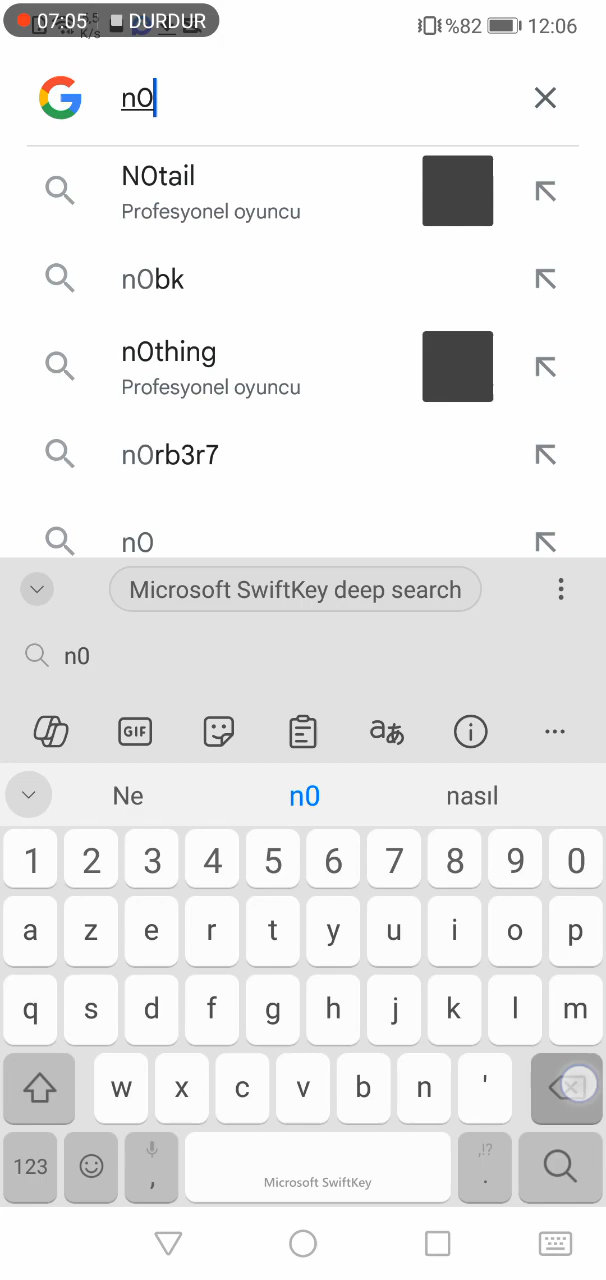 07:05 DURDUR
K/s
%82 12:06
n0
N0tail
Profesyonel oyuncu
n0bk
n0thing
Profesyonel oyuncu
n0rb3r7
n0
Microsoft SwiftKey deep search
n0
GIF
aあ
Ne n0 nasıl
1 2 3 4 5 6 7 8 9 0
a z e r t y u i o p
q s d f g h j k l m
w x c v b n '
123 , Microsoft SwiftKey ,!? .